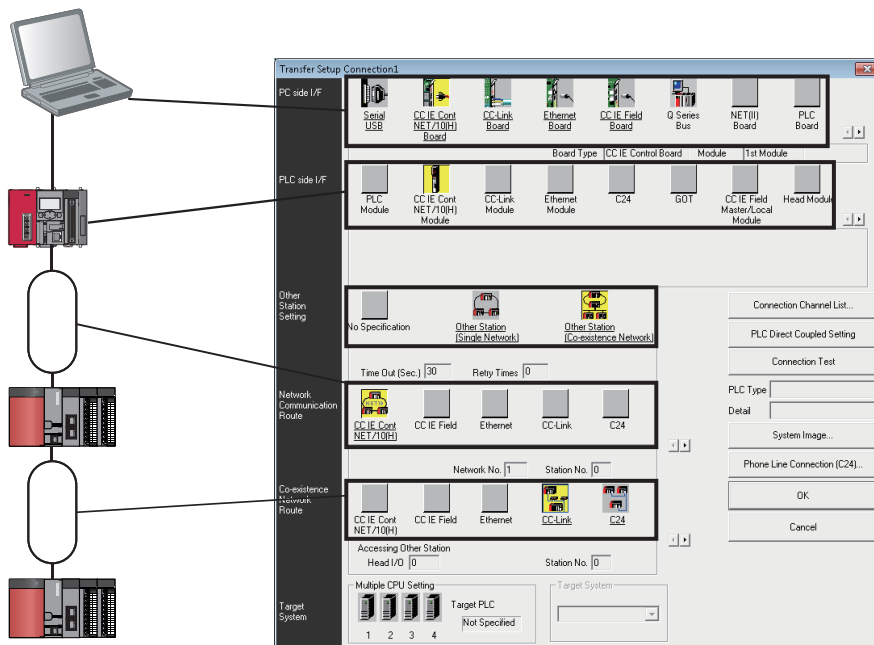 Transfer Setup Connection1
PC side I/F
Serial
USB
CC IE Cont
NET/10(H)
Board
CC-Link
Board
Ethernet
Board
CC IE Field
Board
Q Series
Bus
NET(II)
Board
PLC
Board
Board Type CC IE Control Board Module 1st Module
PLC side I/F
PLC
Module
CC IE Cont
NET/10(H)
Module
CC-Link
Module
Ethernet
Module
C24
GOT
CC IE Field
Master/Local
Module
Head Module
Other
Station
Setting
No Specification
Other Station
(Single Network)
Other Station
(Co-existence Network)
Time Out (Sec.) 30 Retry Times 0
Connection Channel List...
PLC Direct Coupled Setting
Connection Test
PLC Type
Detail
System Image...
Phone Line Connection (C24)...
OK
Cancel
Network
Communication
Route
NET10
CC IE Cont
NET/10(H)
CC IE Field
Ethernet
CC-Link
C24
Network No. 1 Station No. 0
Co-existence
Network
Route
CC IE Cont
NET/10(H)
CC IE Field
Ethernet
CC-Link
C24
Accessing Other Station
Head I/O 0 Station No. 0
Target
System
Multiple CPU Setting
1 2 3 4
Target PLC
Not Specified
Target System